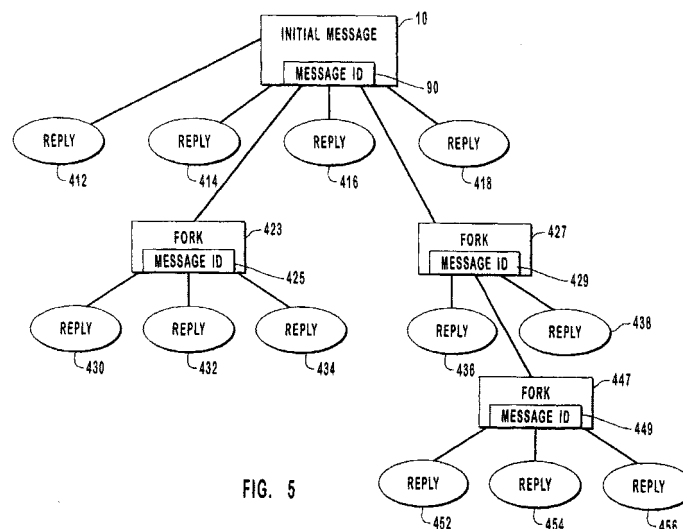 10
INITIAL MESSAGE
MESSAGE ID
90
REPLY
REPLY
REPLY
REPLY
412
414
416
418
FORK
423
MESSAGE ID
425
FORK
427
MESSAGE ID
429
REPLY
REPLY
REPLY
430
432
434
REPLY
REPLY
436
438
FORK
447
MESSAGE ID
449
REPLY
REPLY
REPLY
452
454
456
FIG. 5